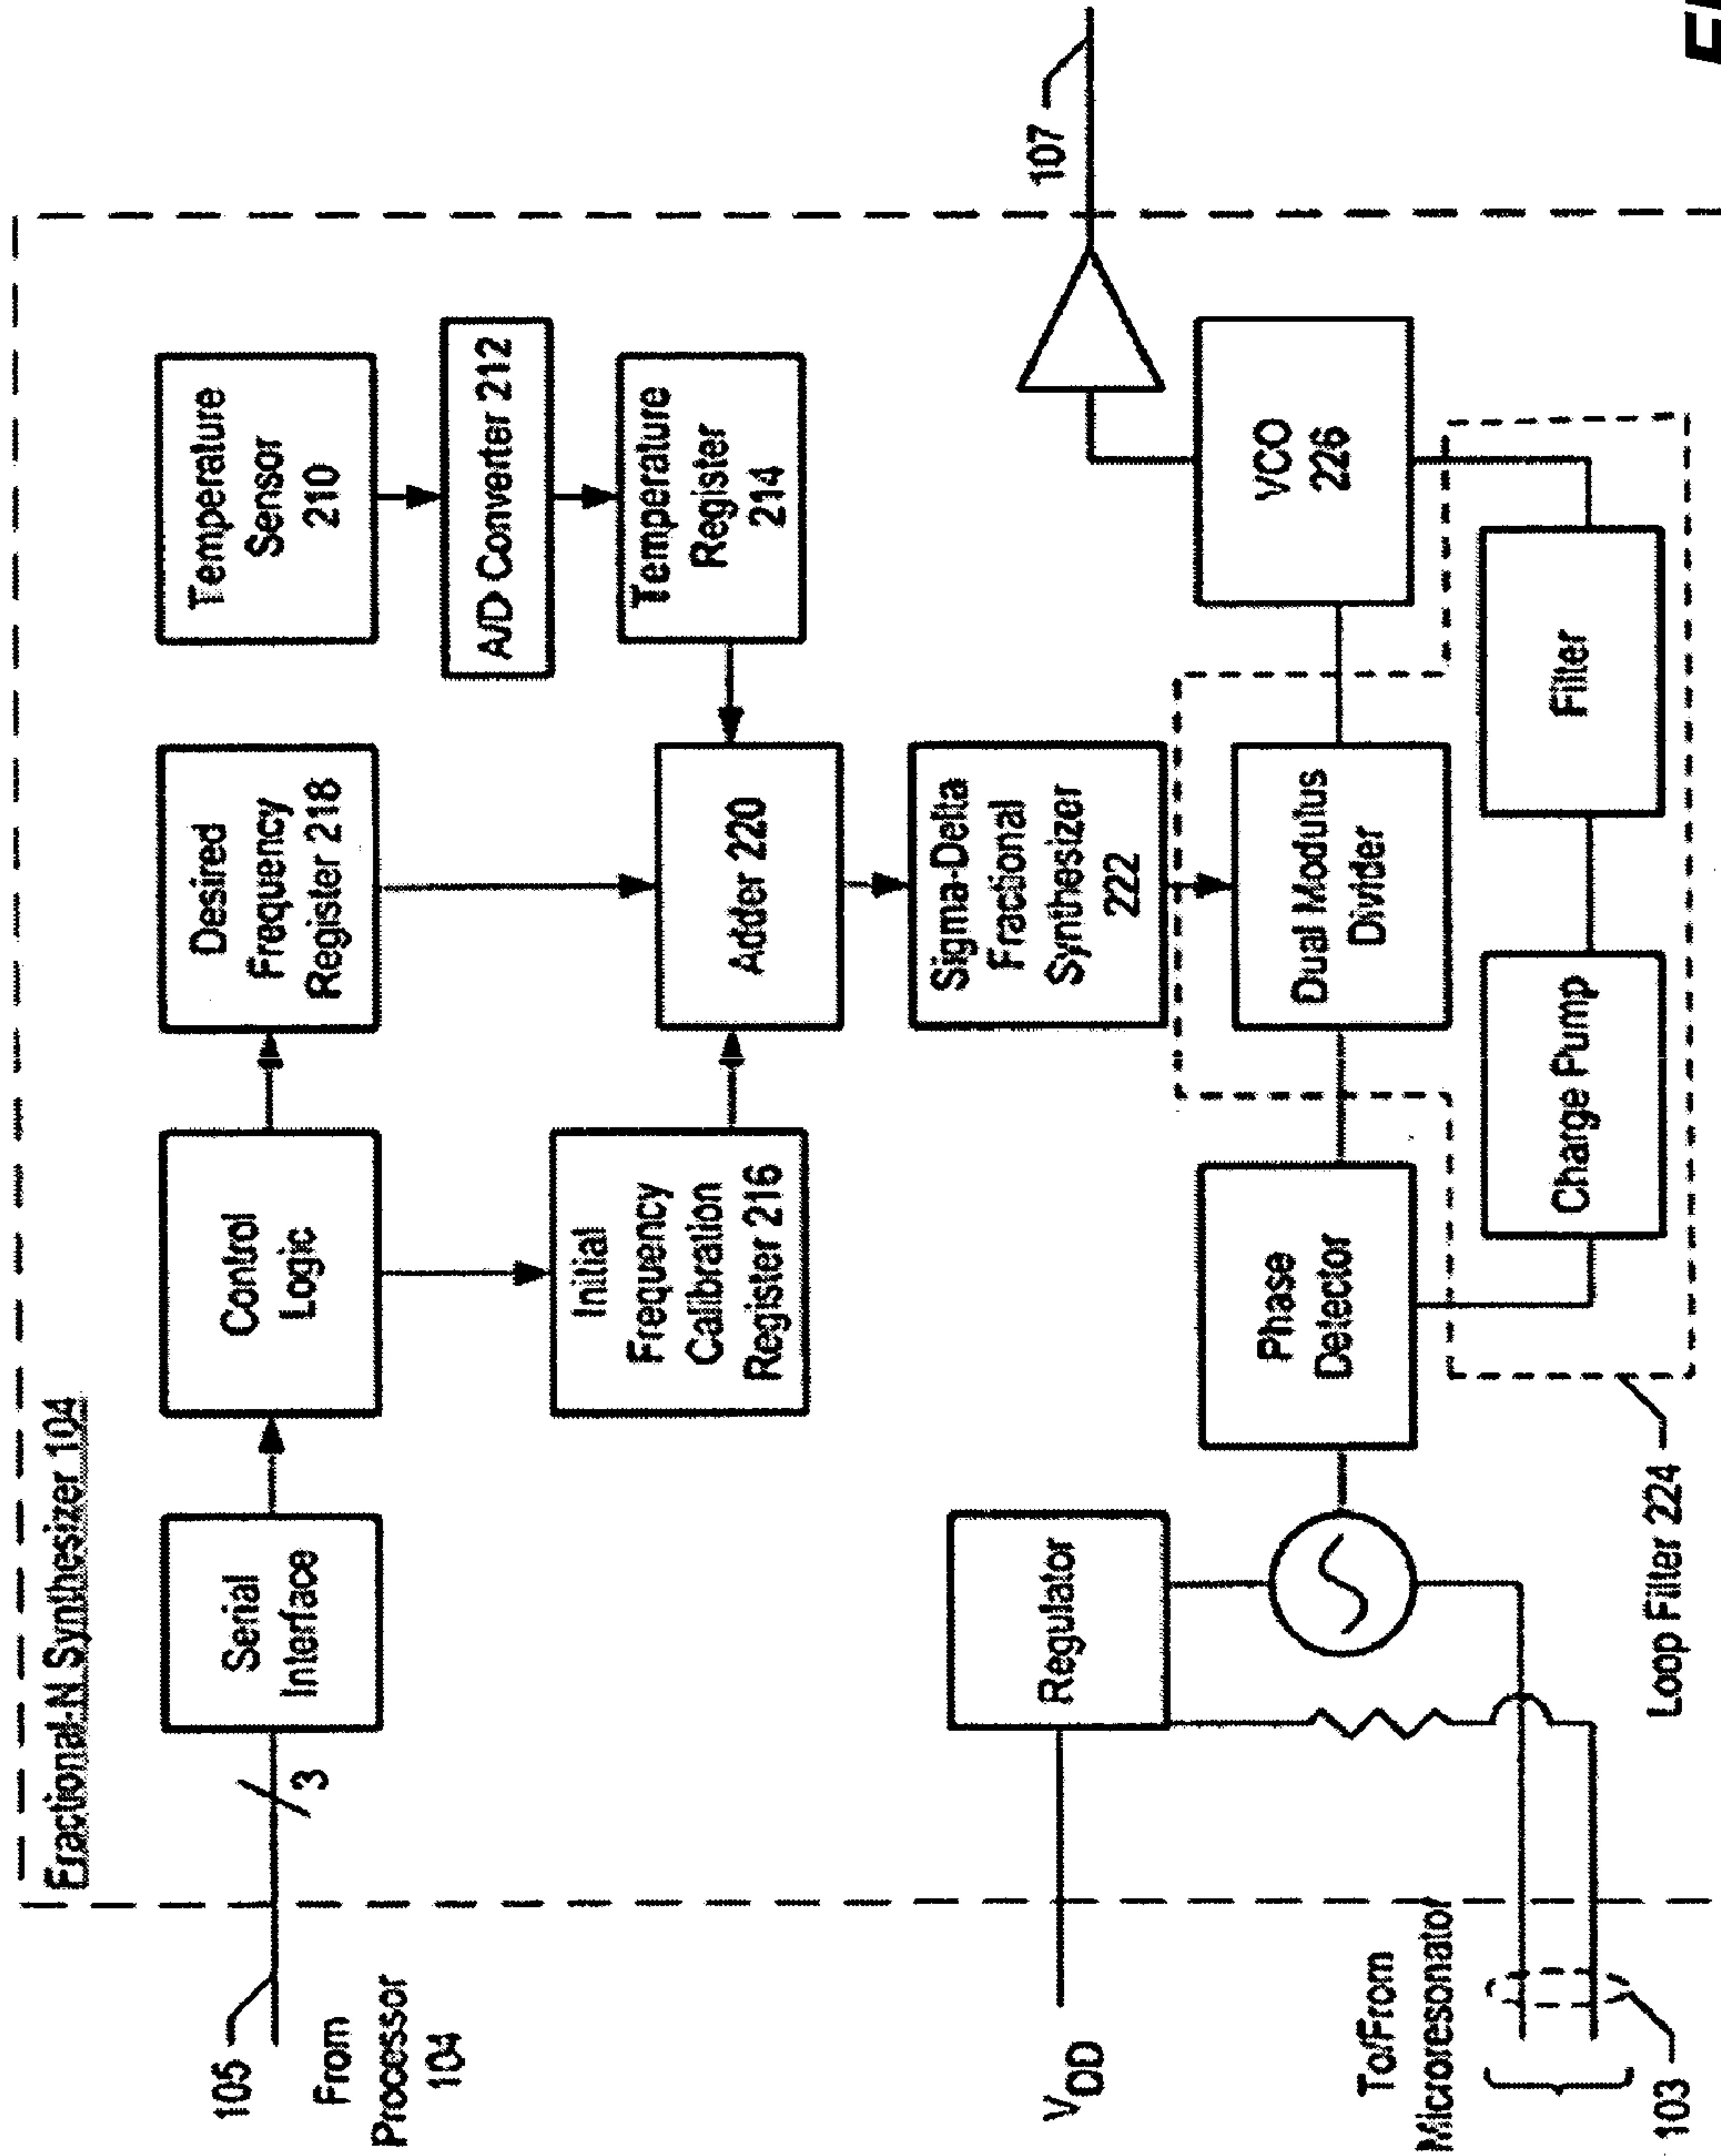 Fractional-N Synthesizer 104
105
From
Processor
104
3
Serial
Interface
Control
Logic
Desired
Frequency
Register 218
Temperature
Sensor
210
A/D Converter 212
Initial
Frequency
Calibration
Register 216
Adder 220
Temperature
Register
214
Sigma-Delta
Fractional
Synthesizer
222
107
VDD
Regulator
Phase
Detector
Dual Modulus
Divider
VCO
226
To/From
Microresonator
103
Charge Pump
Filter
Loop Filter 224